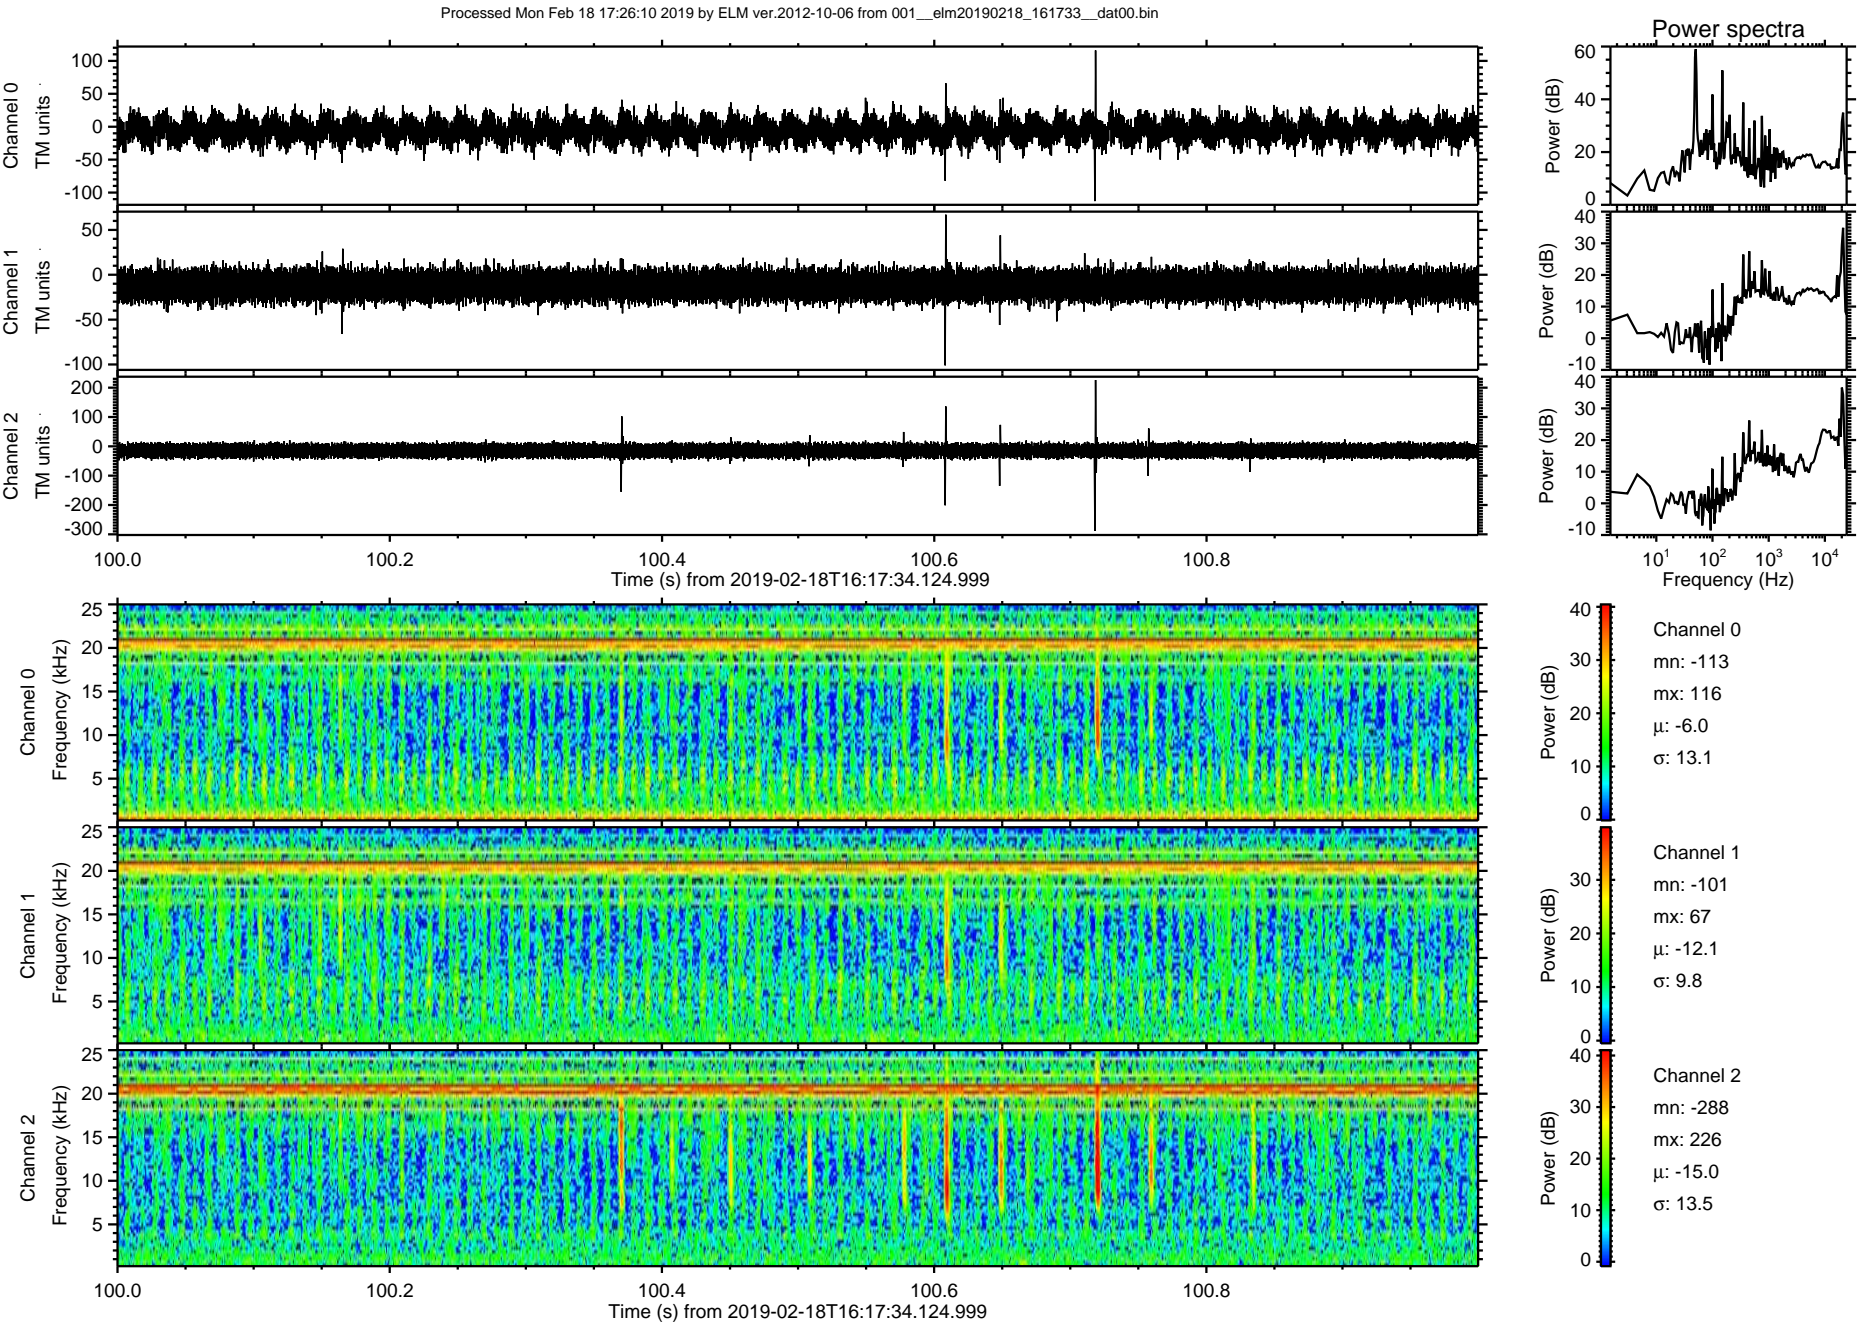 Processed Mon Feb 18 17:26:10 2019 by ELM ver.2012-10-06 from 001__elm20190218_161733__dat00.bin
Power spectra
Channel 0
TM units
100
50
0
-50
-100
Power (dB)
60
40
20
0
Channel 1
TM units
50
0
-50
-100
Power (dB)
40
30
20
10
0
-10
Channel 2
TM units
200
100
0
-100
-200
-300
Power (dB)
40
30
20
10
0
-10
100.0 100.2 100.4 100.6 100.8
Time (s) from 2019-02-18T16:17:34.124.999
10¹ 10² 10³ 10⁴
Frequency (Hz)
Channel 0
Frequency (kHz)
25
20
15
10
5
Power (dB)
40
30
20
10
0
Channel 0
mn: -113
mx: 116
µ: -6.0
σ: 13.1
Channel 1
Frequency (kHz)
25
20
15
10
5
Power (dB)
30
20
10
0
Channel 1
mn: -101
mx: 67
µ: -12.1
σ: 9.8
Channel 2
Frequency (kHz)
25
20
15
10
5
Power (dB)
40
30
20
10
0
Channel 2
mn: -288
mx: 226
µ: -15.0
σ: 13.5
100.0 100.2 100.4 100.6 100.8
Time (s) from 2019-02-18T16:17:34.124.999